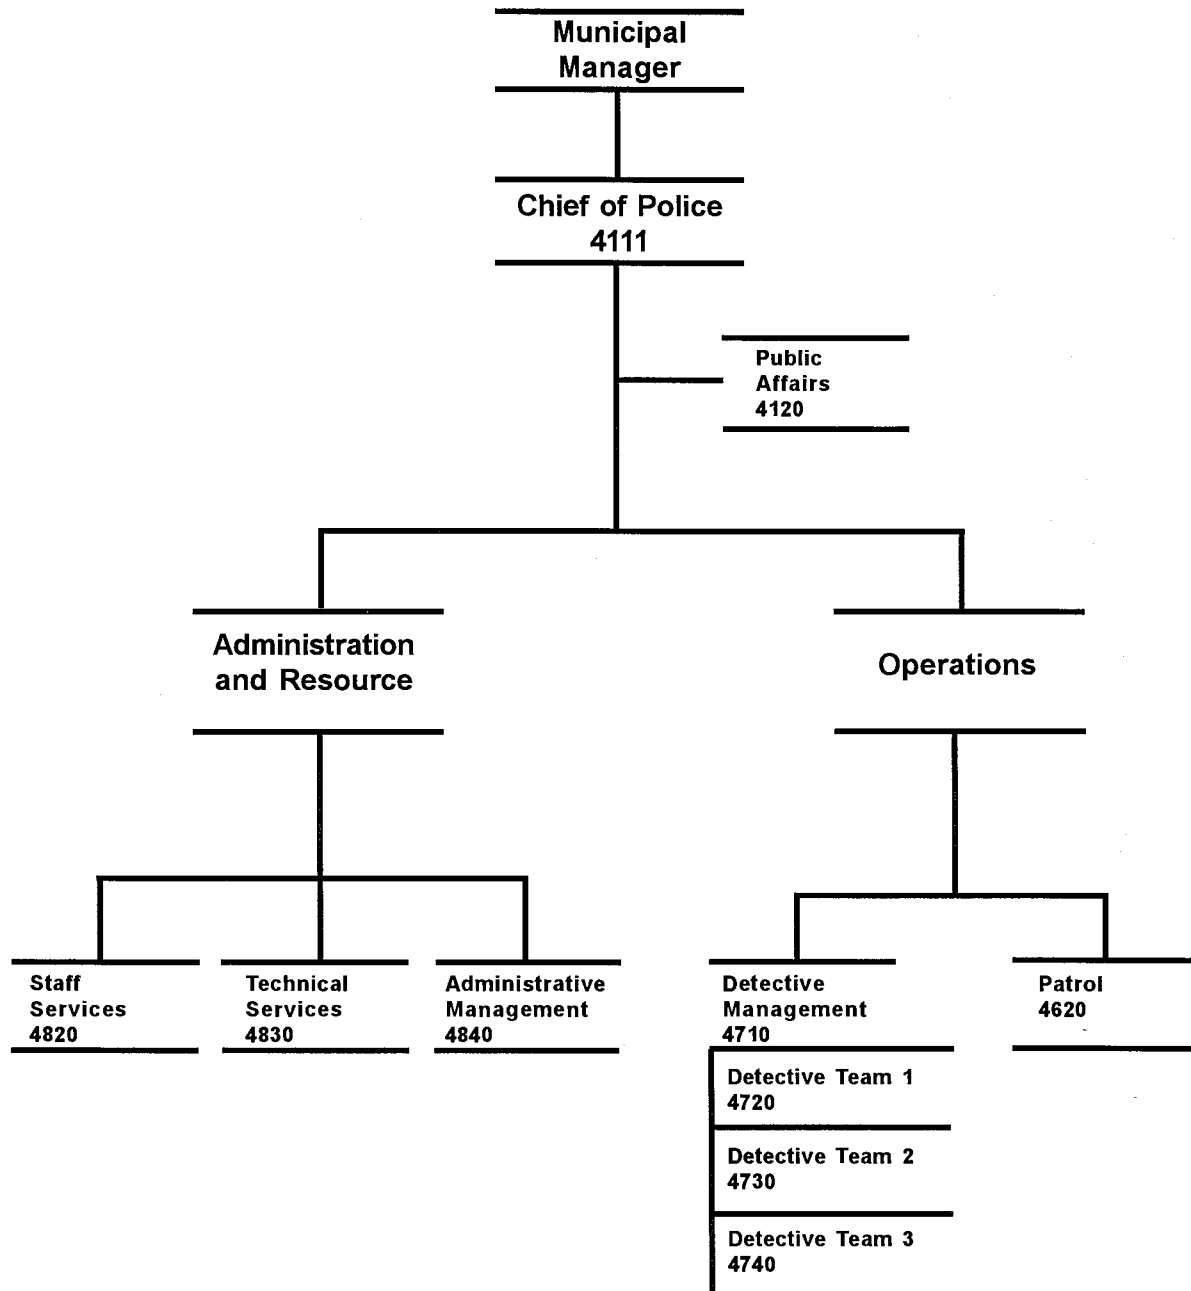 Municipal
Manager
Chief of Police
4111
Public
Affairs
4120
Administration
and Resource
Operations
Staff
Services
4820
Technical
Services
4830
Administrative
Management
4840
Detective
Management
4710
Patrol
4620
Detective Team 1
4720
Detective Team 2
4730
Detective Team 3
4740